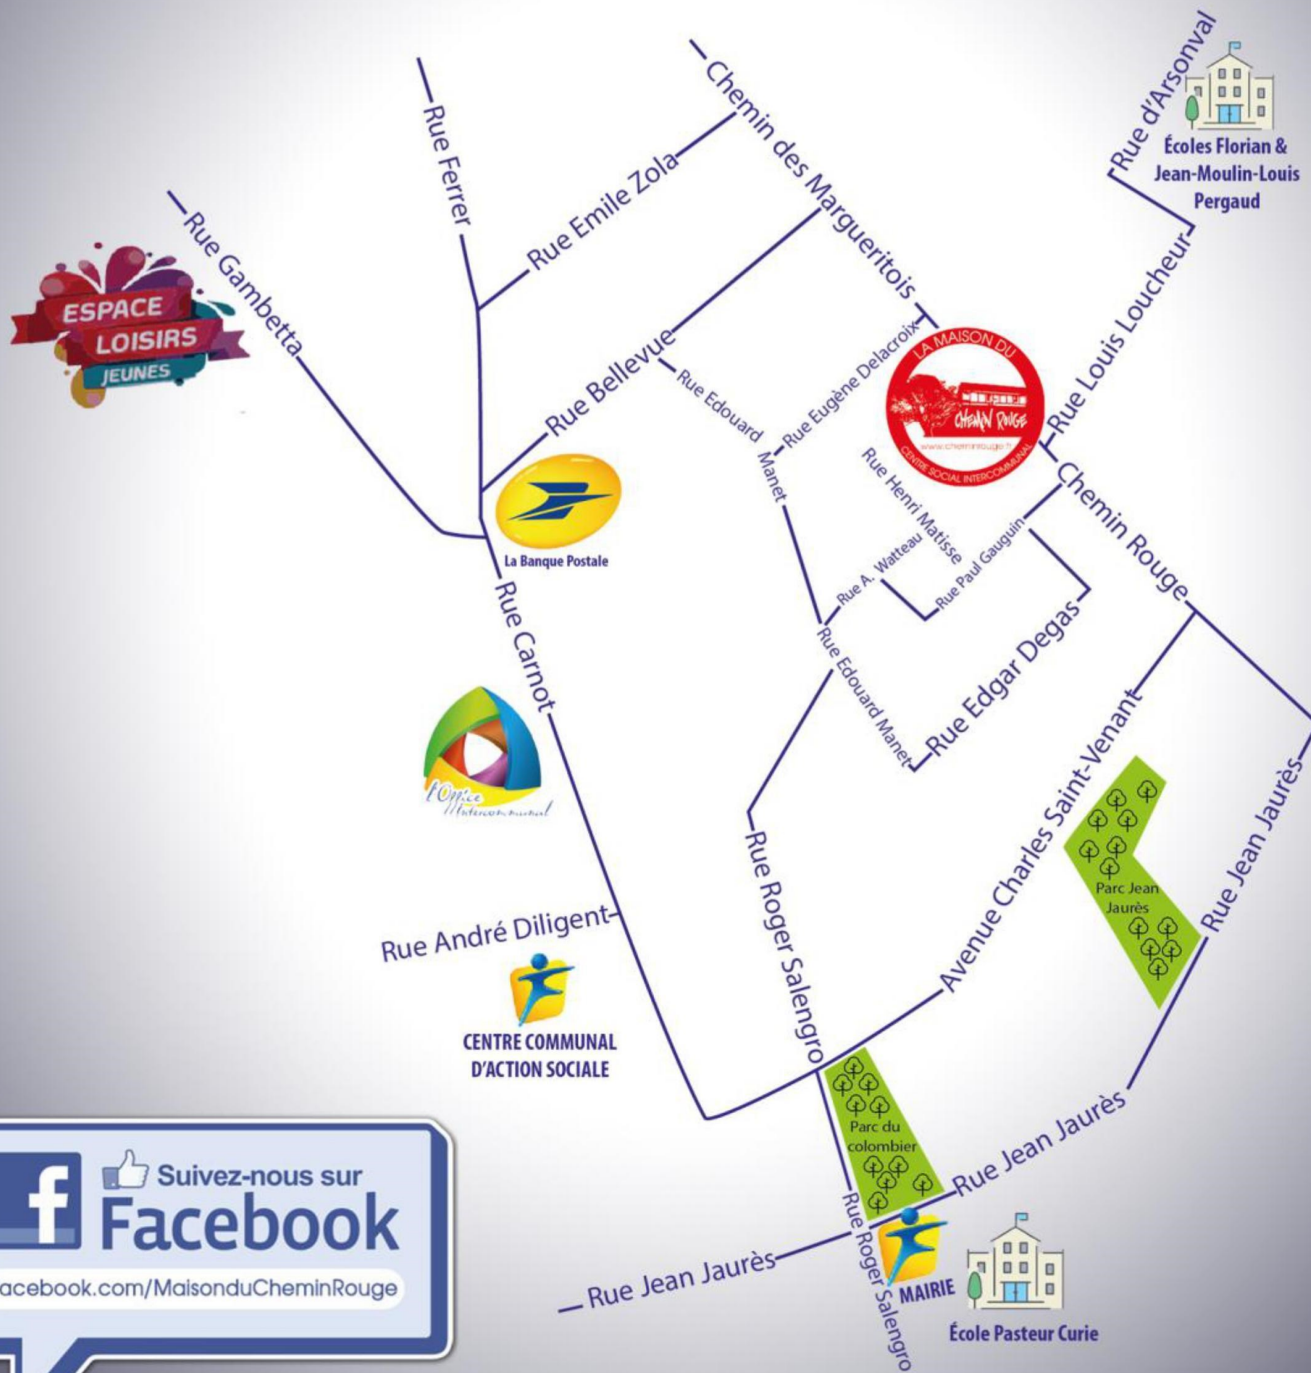 Rue d'Arsonval
Écoles Florian &
Jean-Moulin-Louis
Pergaud
Chemin des Margueritois
Rue Ferrer
Rue Emile Zola
Rue Gambetta
ESPACE
LOISIRS
JEUNES
Rue Bellevue
Rue Edouard
Manet
Rue Eugène Delacroix
LA MAISON DU
CHEMIN ROUGE
www.cheminrouge.fr
CENTRE SOCIAL INTERCOMMUNAL
Rue Louis Loucheur
Chemin Rouge
Rue Henri Matisse
Rue A. Watteau
Rue Paul Gauguin
La Banque Postale
Rue Carnot
Rue Edouard Manet
Rue Edgar Degas
l'Office
Intercommunal
Avenue Charles Saint-Venant
Rue Jean Jaurès
Parc Jean
Jaurès
Rue Roger Salengro
Rue André Diligent
CENTRE COMMUNAL
D'ACTION SOCIALE
Parc du
colombier
Rue Jean Jaurès
Rue Jean Jaurès
Rue Roger Salengro
MAIRIE
École Pasteur Curie
f
Suivez-nous sur
Facebook
acebook.com/MaisonduCheminRouge